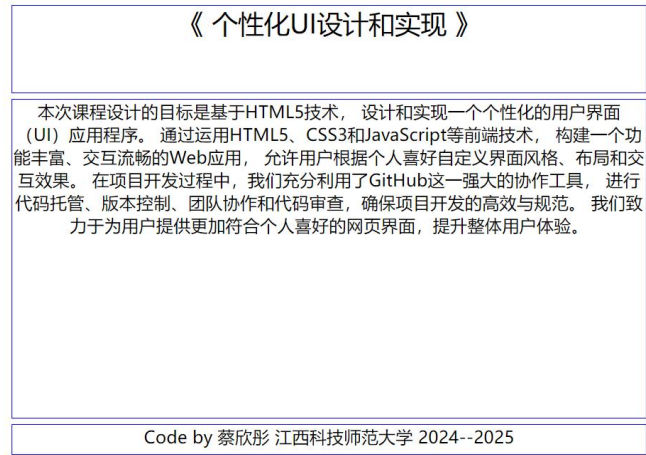 《 个性化UI设计和实现 》
本次课程设计的目标是基于HTML5技术， 设计和实现一个个性化的用户界面
（UI）应用程序。 通过运用HTML5、CSS3和JavaScript等前端技术， 构建一个功
能丰富、交互流畅的Web应用， 允许用户根据个人喜好自定义界面风格、布局和交
互效果。 在项目开发过程中，我们充分利用了GitHub这一强大的协作工具， 进行
代码托管、版本控制、团队协作和代码审查，确保项目开发的高效与规范。 我们致
力于为用户提供更加符合个人喜好的网页界面，提升整体用户体验。
Code by 蔡欣彤 江西科技师范大学 2024--2025